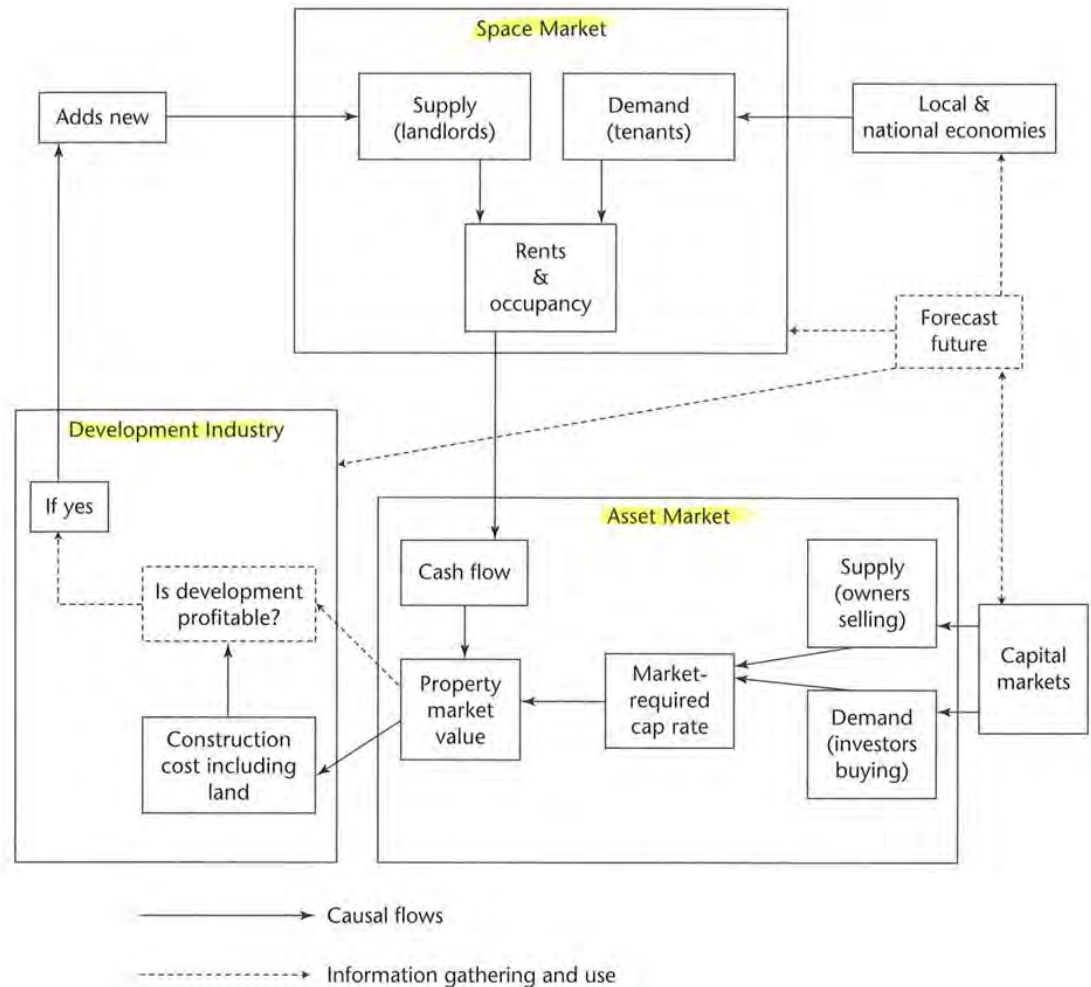 Space Market
Adds new
Supply
(landlords)
Demand
(tenants)
Local &
national economies
Rents
&
occupancy
Forecast
future
Development Industry
If yes
Is development
profitable?
Construction
cost including
land
Asset Market
Cash flow
Property
market
value
Market-
required
cap rate
Supply
(owners
selling)
Demand
(investors
buying)
Capital
markets
Causal flows
Information gathering and use